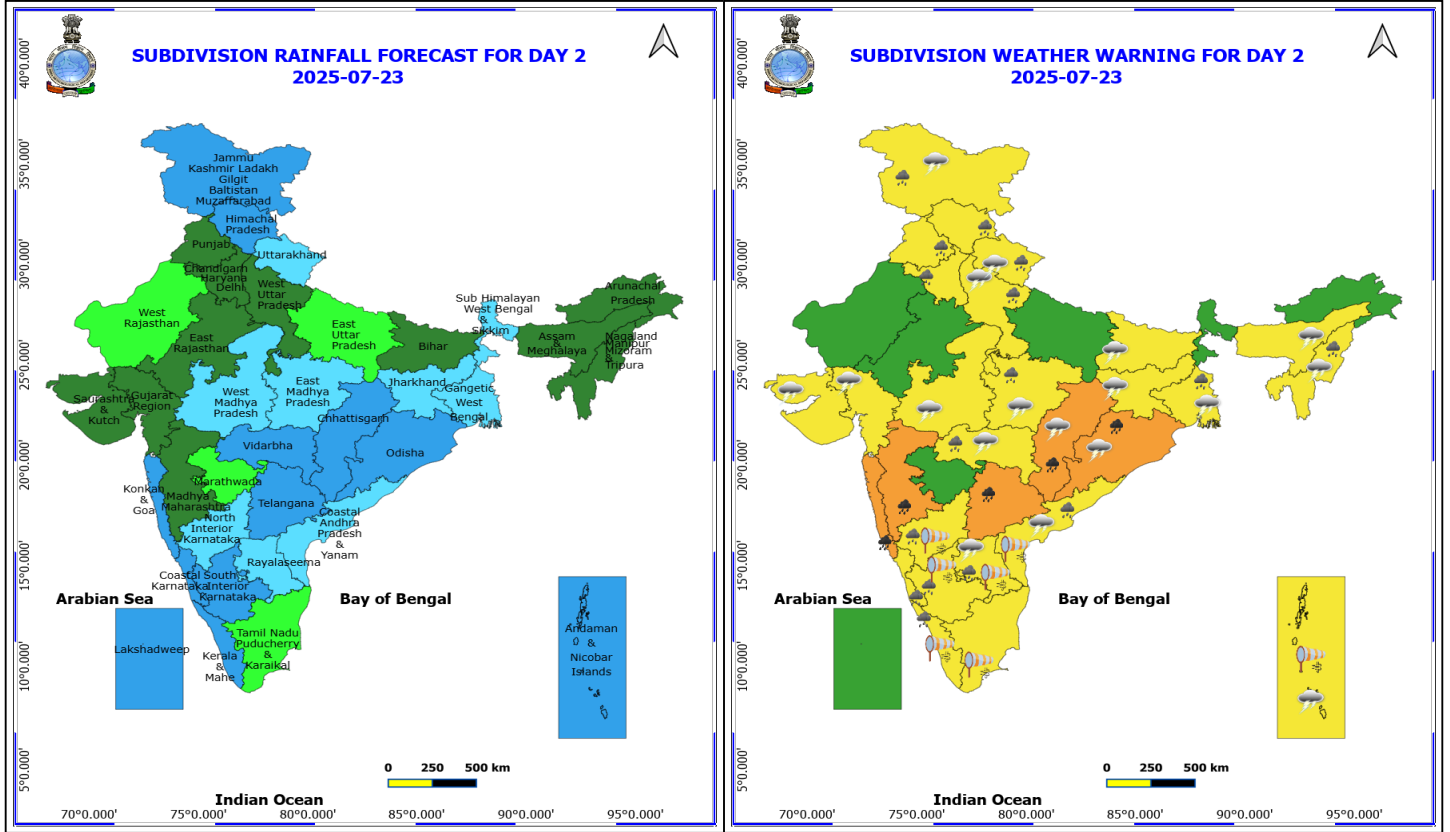 SUBDIVISION RAINFALL FORECAST FOR DAY 2
2025-07-23
40°0.000'
35°0.000'
30°0.000'
25°0.000'
20°0.000'
15°0.000'
10°0.000'
5°0.000'
Jammu
Kashmir Ladakh
Gilgit
Baltistan
Muzaffarabad
Himachal
Pradesh
Punjab
Uttarakhand
Chandigarh
Haryana
Delhi
West
Uttar
Pradesh
Arunachal
Pradesh
Sub Himalayan
West Bengal
&
Sikkim
West
Rajasthan
East
Uttar
Pradesh
East
Rajasthan
Bihar
Assam
&
Meghalaya
Nagaland
Manipur
Mizoram
&
Tripura
Saurashtra
&
Kutch
Gujarat
Region
West
Madhya
Pradesh
East
Madhya
Pradesh
Jharkhand
Gangetic
West
Bengal
Chhattisgarh
Vidarbha
Odisha
Konkan
&
Goa
Madhya
Maharashtra
Marathwada
Telangana
North
Interior
Karnataka
Coastal
Andhra
Pradesh
&
Yanam
Rayalaseema
Coastal
Karnataka
South
Interior
Karnataka
Arabian Sea
Bay of Bengal
Lakshadweep
Kerala
&
Mahe
Tamil Nadu
Puducherry
&
Karaikal
Andaman
&
Nicobar
Islands
0 250 500 km
Indian Ocean
70°0.000' 75°0.000' 80°0.000' 85°0.000' 90°0.000' 95°0.000'
SUBDIVISION WEATHER WARNING FOR DAY 2
2025-07-23
40°0.000'
35°0.000'
30°0.000'
25°0.000'
20°0.000'
15°0.000'
10°0.000'
5°0.000'
Arabian Sea
Bay of Bengal
0 250 500 km
Indian Ocean
70°0.000' 75°0.000' 80°0.000' 85°0.000' 90°0.000' 95°0.000'